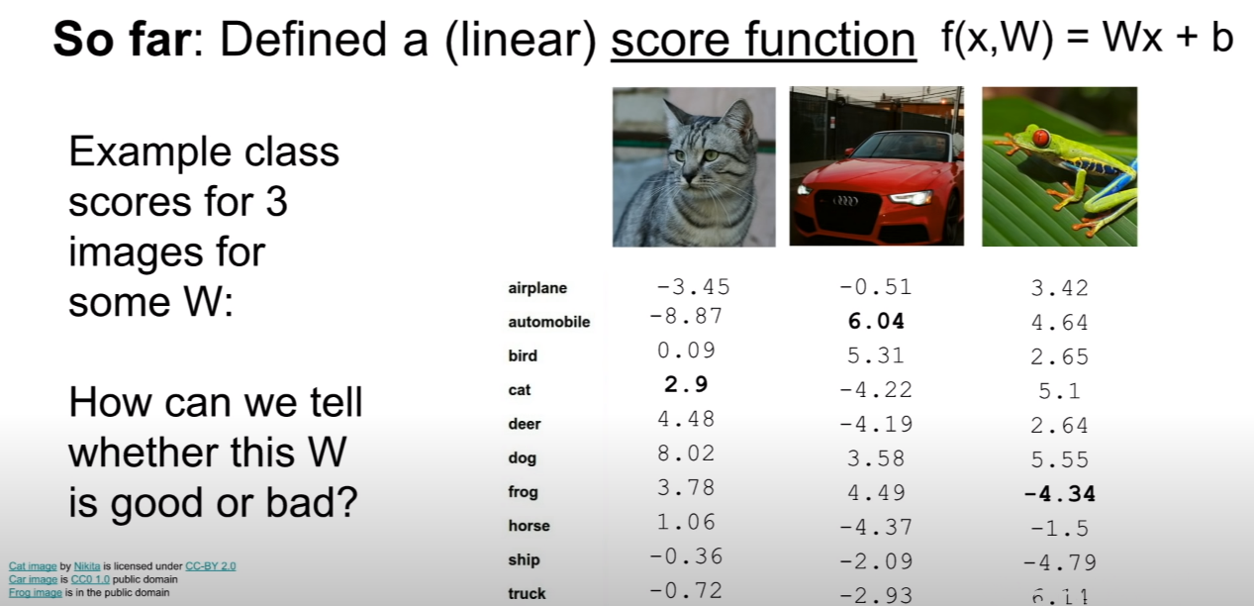 So far: Defined a (linear) score function f(x,W) = Wx + b
Example class
scores for 3
images for
some W:
How can we tell
whether this W
is good or bad?
airplane -3.45 -0.51 3.42
automobile -8.87 6.04 4.64
bird 0.09 5.31 2.65
cat 2.9 -4.22 5.1
deer 4.48 -4.19 2.64
dog 8.02 3.58 5.55
frog 3.78 4.49 -4.34
horse 1.06 -4.37 -1.5
ship -0.36 -2.09 -4.79
truck -0.72 -2.93
Cat image by Nikita is licensed under CC-BY 2.0
Car image is CC0 1.0 public domain
Frog image is in the public domain